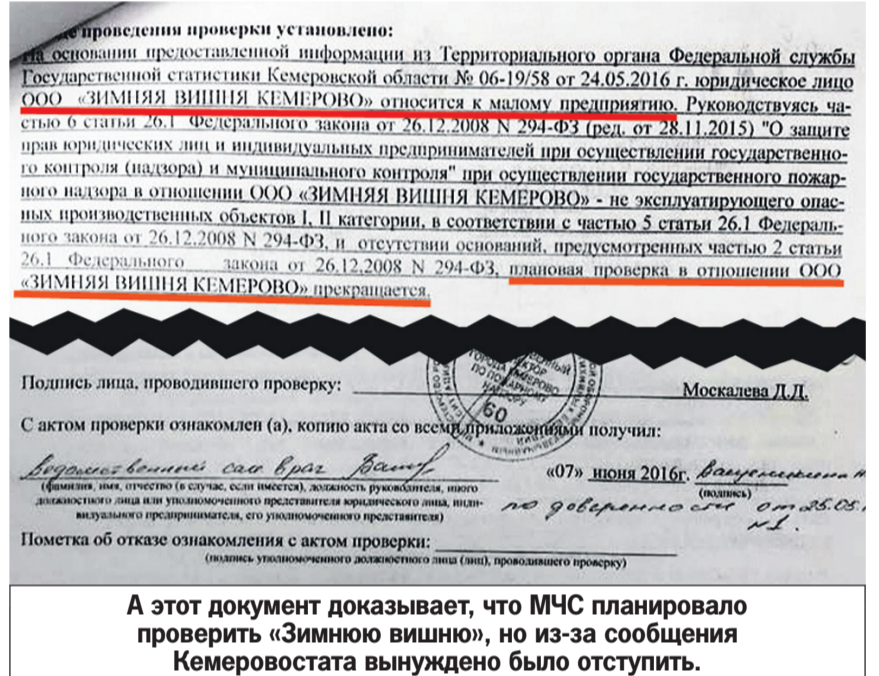 де проведения проверки установлено:
На основании предоставленной информации из Территориального органа Федеральной службы
Государственной статистики Кемеровской области № 06-19/58 от 24.05.2016 г. юридическое лицо
ООО «ЗИМНЯЯ ВИШНЯ КЕМЕРОВО» относится к малому предприятию. Руководствуясь ча-
стью 6 статьи 26.1 Федерального закона от 26.12.2008 N 294-ФЗ (ред. от 28.11.2015) "О защите
прав юридических лиц и индивидуальных предпринимателей при осуществлении государственно-
го контроля (надзора) и муниципального контроля" при осуществлении государственного пожар-
ного надзора в отношении ООО «ЗИМНЯЯ ВИШНЯ КЕМЕРОВО» - не эксплуатирующего опас-
ных производственных объектов I, II категории, в соответствии с частью 5 статьи 26.1 Федераль-
ного закона от 26.12.2008 N 294-ФЗ, и отсутствии оснований, предусмотренных частью 2 статьи
26.1 Федерального закона от 26.12.2008 N 294-ФЗ, плановая проверка в отношении ООО
«ЗИМНЯЯ ВИШНЯ КЕМЕРОВО» прекращается.
ГОРОДА КЕМЕРОВО
ПО ПОЖАРНОМУ
НАДЗОРУ
60
Подпись лица, проводившего проверку: Москалева Д.Д.
С актом проверки ознакомлен (а), копию акта со всеми приложениями получил:
Ведомственный сан врач «07» июня 2016г.
(фамилия, имя, отчество (в случае, если имеется), должность руководителя, иного (подпись)
должностного лица или уполномоченного представителя юридического лица, инди-
видуального предпринимателя, его уполномоченного представителя)
по доверенности от 25.05.
№1.
Пометка об отказе ознакомления с актом проверки:
(подпись уполномоченного должностного лица (лиц), проводившего проверку)
А этот документ доказывает, что МЧС планировало
проверить «Зимнюю вишню», но из-за сообщения
Кемеровостата вынуждено было отступить.